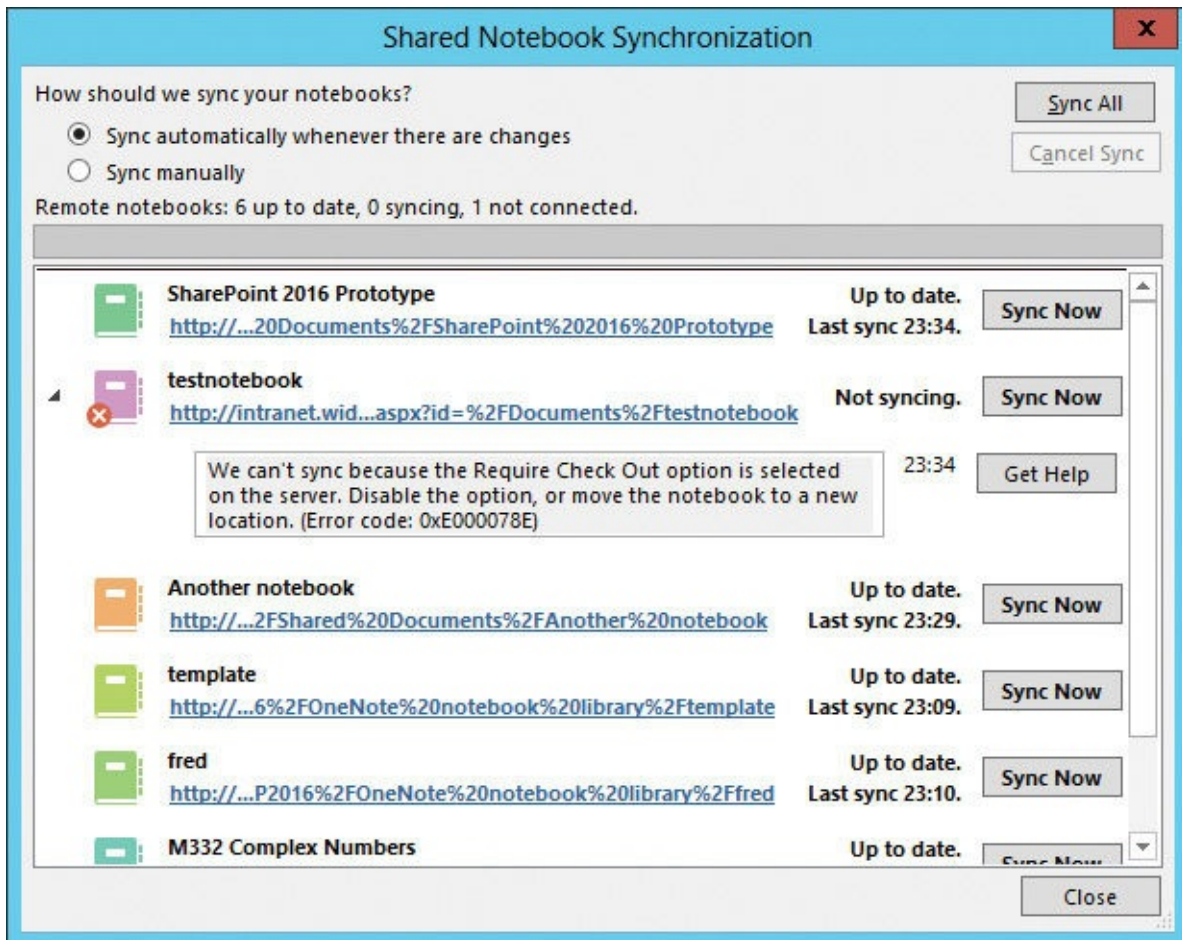 Shared Notebook Synchronization
X
How should we sync your notebooks?
Sync All
Sync automatically whenever there are changes
Cancel Sync
Sync manually
Remote notebooks: 6 up to date, 0 syncing, 1 not connected.
SharePoint 2016 Prototype
Up to date.
http://...20Documents%2FSharePoint%202016%20Prototype
Last sync 23:34.
Sync Now
testnotebook
http://intranet.wid...aspx?id=%2FDocuments%2Ftestnotebook
Not syncing.
Sync Now
We can't sync because the Require Check Out option is selected
on the server. Disable the option, or move the notebook to a new
location. (Error code: 0xE000078E)
23:34
Get Help
Another notebook
Up to date.
http://...2FShared%20Documents%2FAnother%20notebook
Last sync 23:29.
Sync Now
template
Up to date.
http://...6%2FOneNote%20notebook%20library%2Ftemplate
Last sync 23:09.
Sync Now
fred
Up to date.
http://...P2016%2FOneNote%20notebook%20library%2Ffred
Last sync 23:10.
Sync Now
M332 Complex Numbers
Up to date.
Sync Now
Close